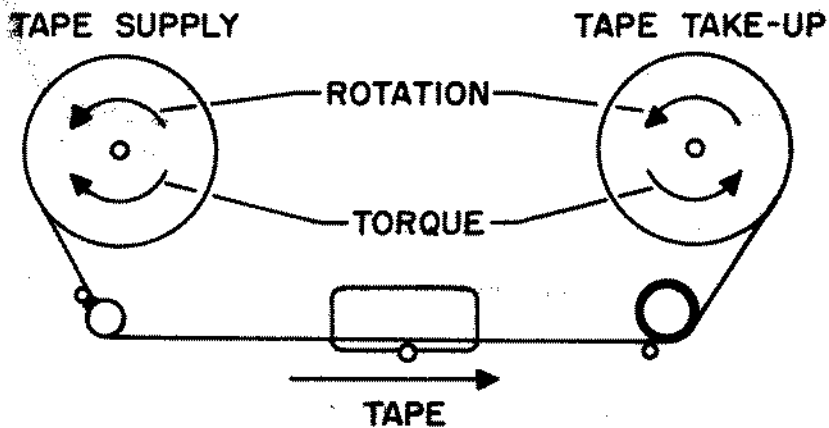 TAPE SUPPLY
TAPE TAKE-UP
ROTATION
TORQUE
TAPE